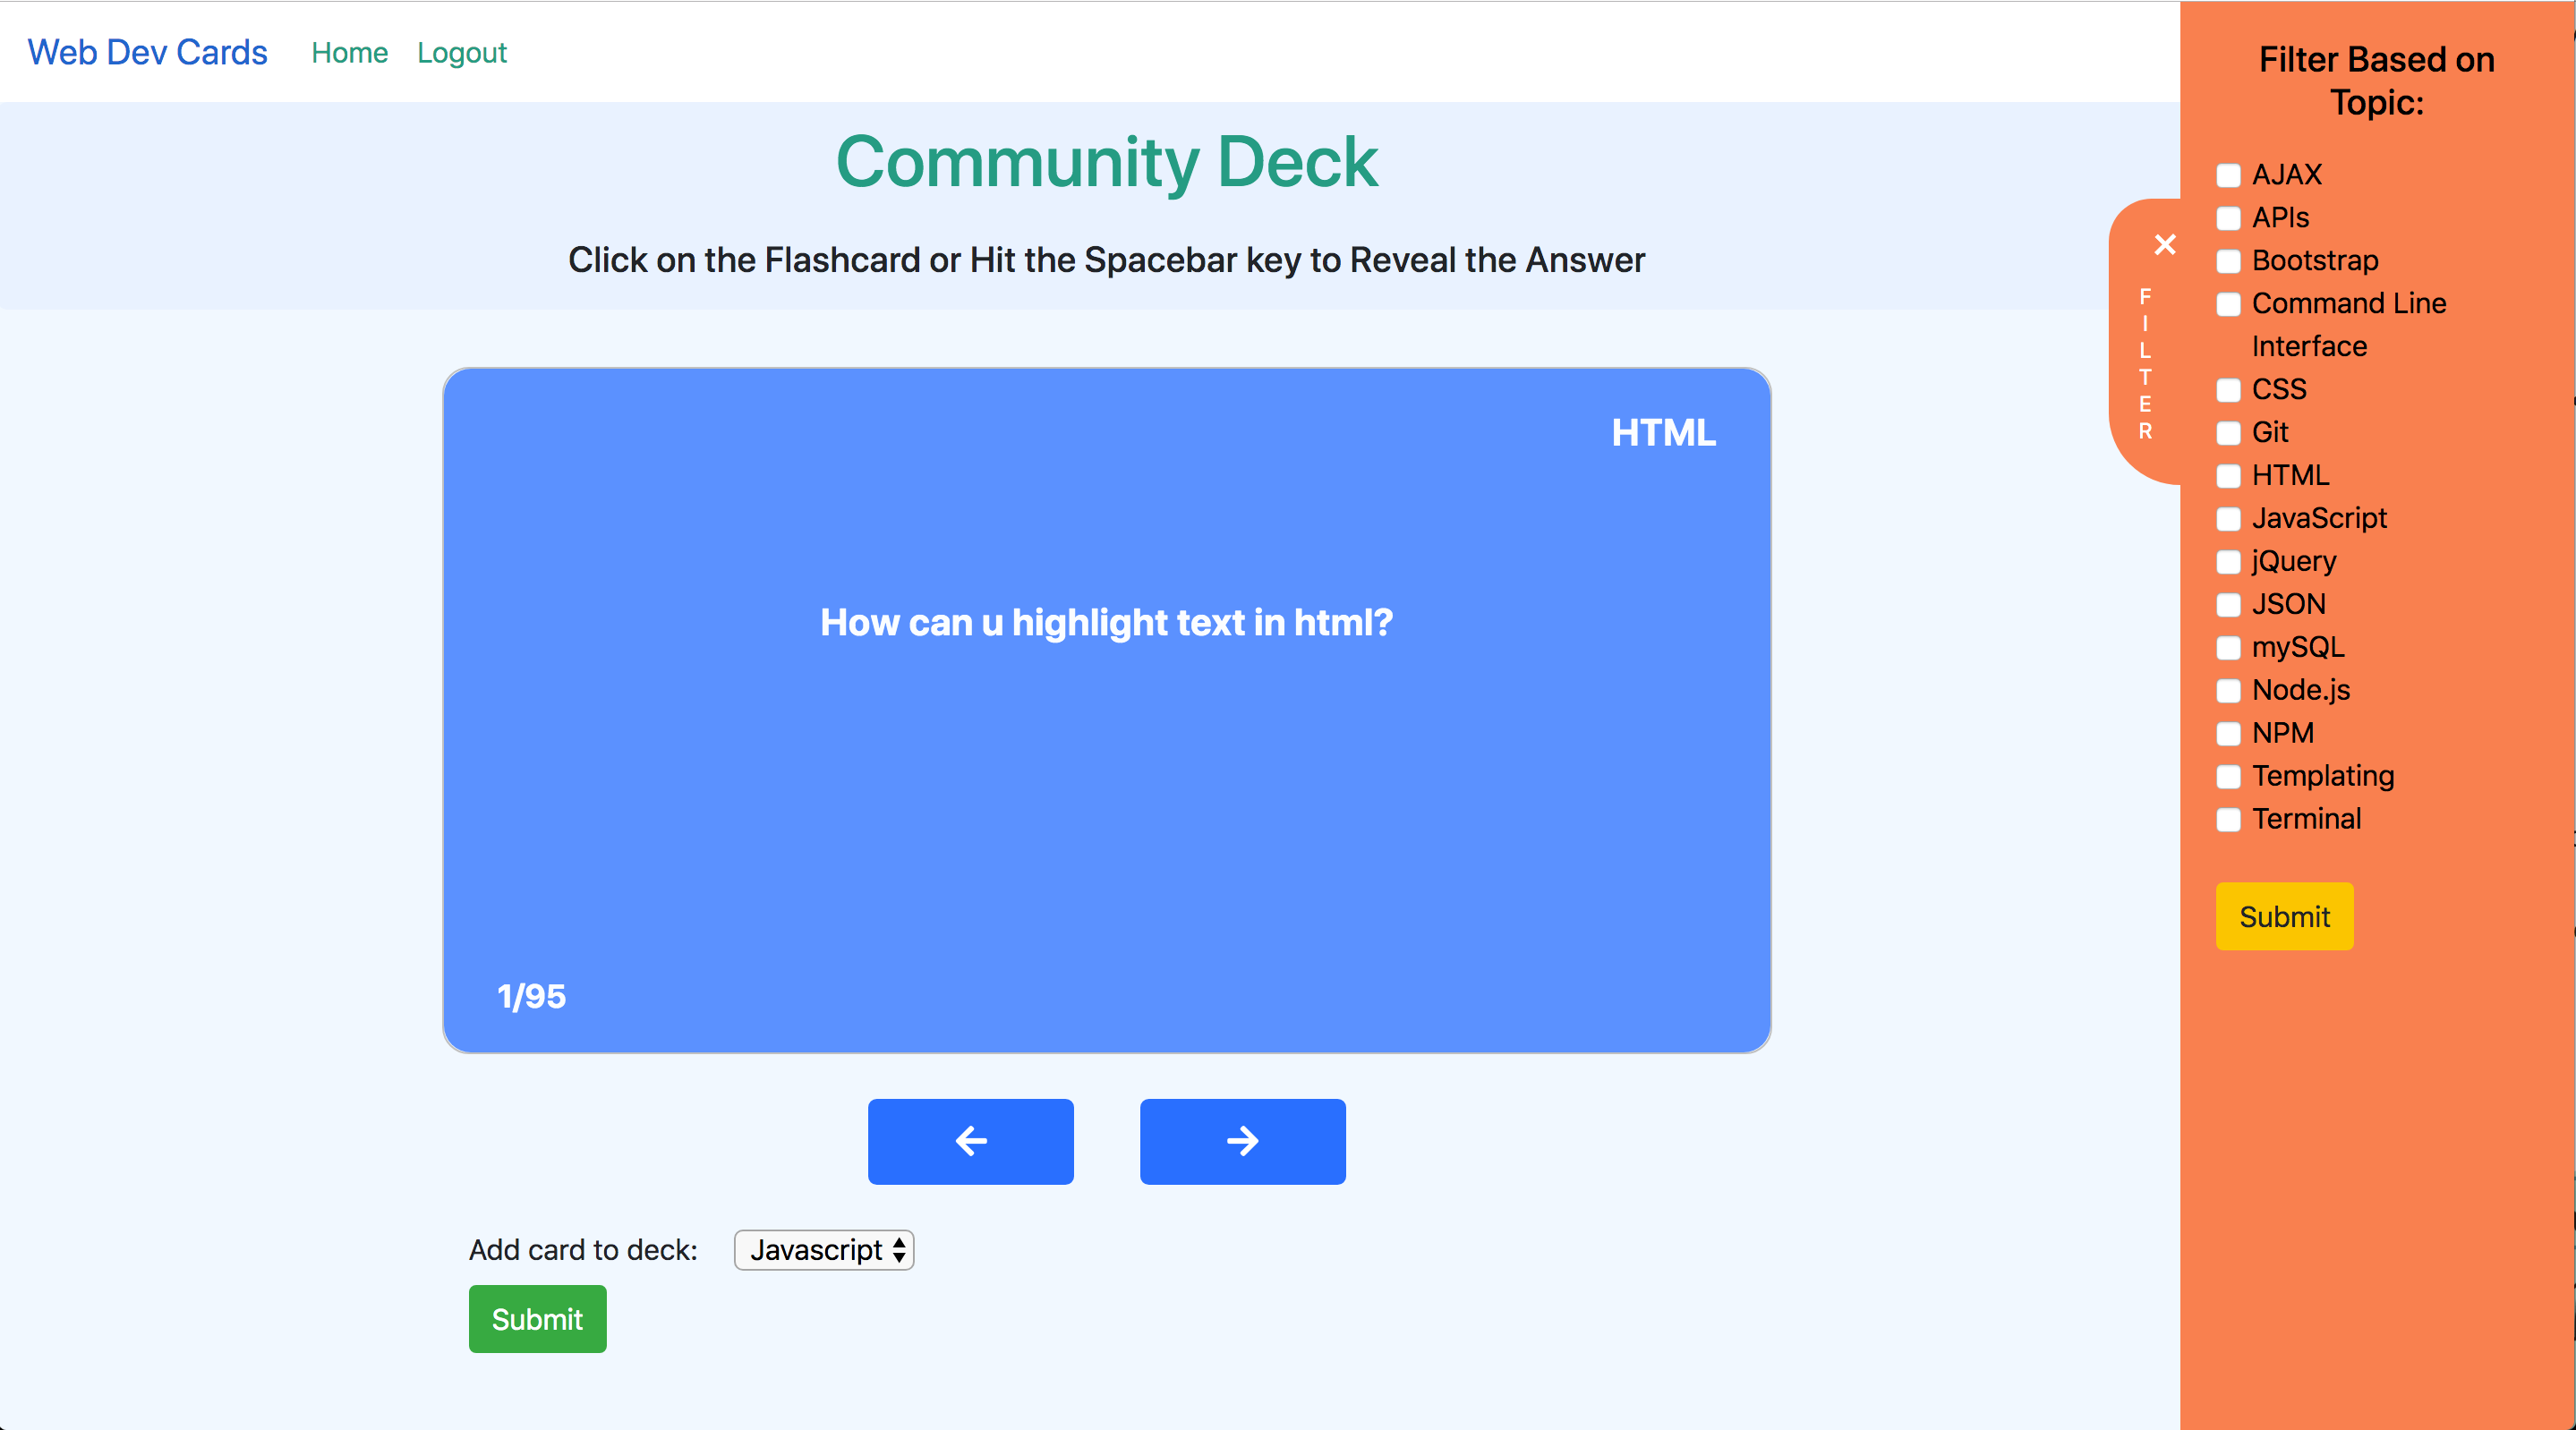 Web Dev Cards Home Logout
Community Deck
Click on the Flashcard or Hit the Spacebar key to Reveal the Answer
HTML
How can u highlight text in html?
1/95
Add card to deck: Javascript
Submit
F
I
L
T
E
R
Filter Based on
Topic:
AJAX
APIs
Bootstrap
Command Line
Interface
CSS
Git
HTML
JavaScript
jQuery
JSON
mySQL
Node.js
NPM
Templating
Terminal
Submit